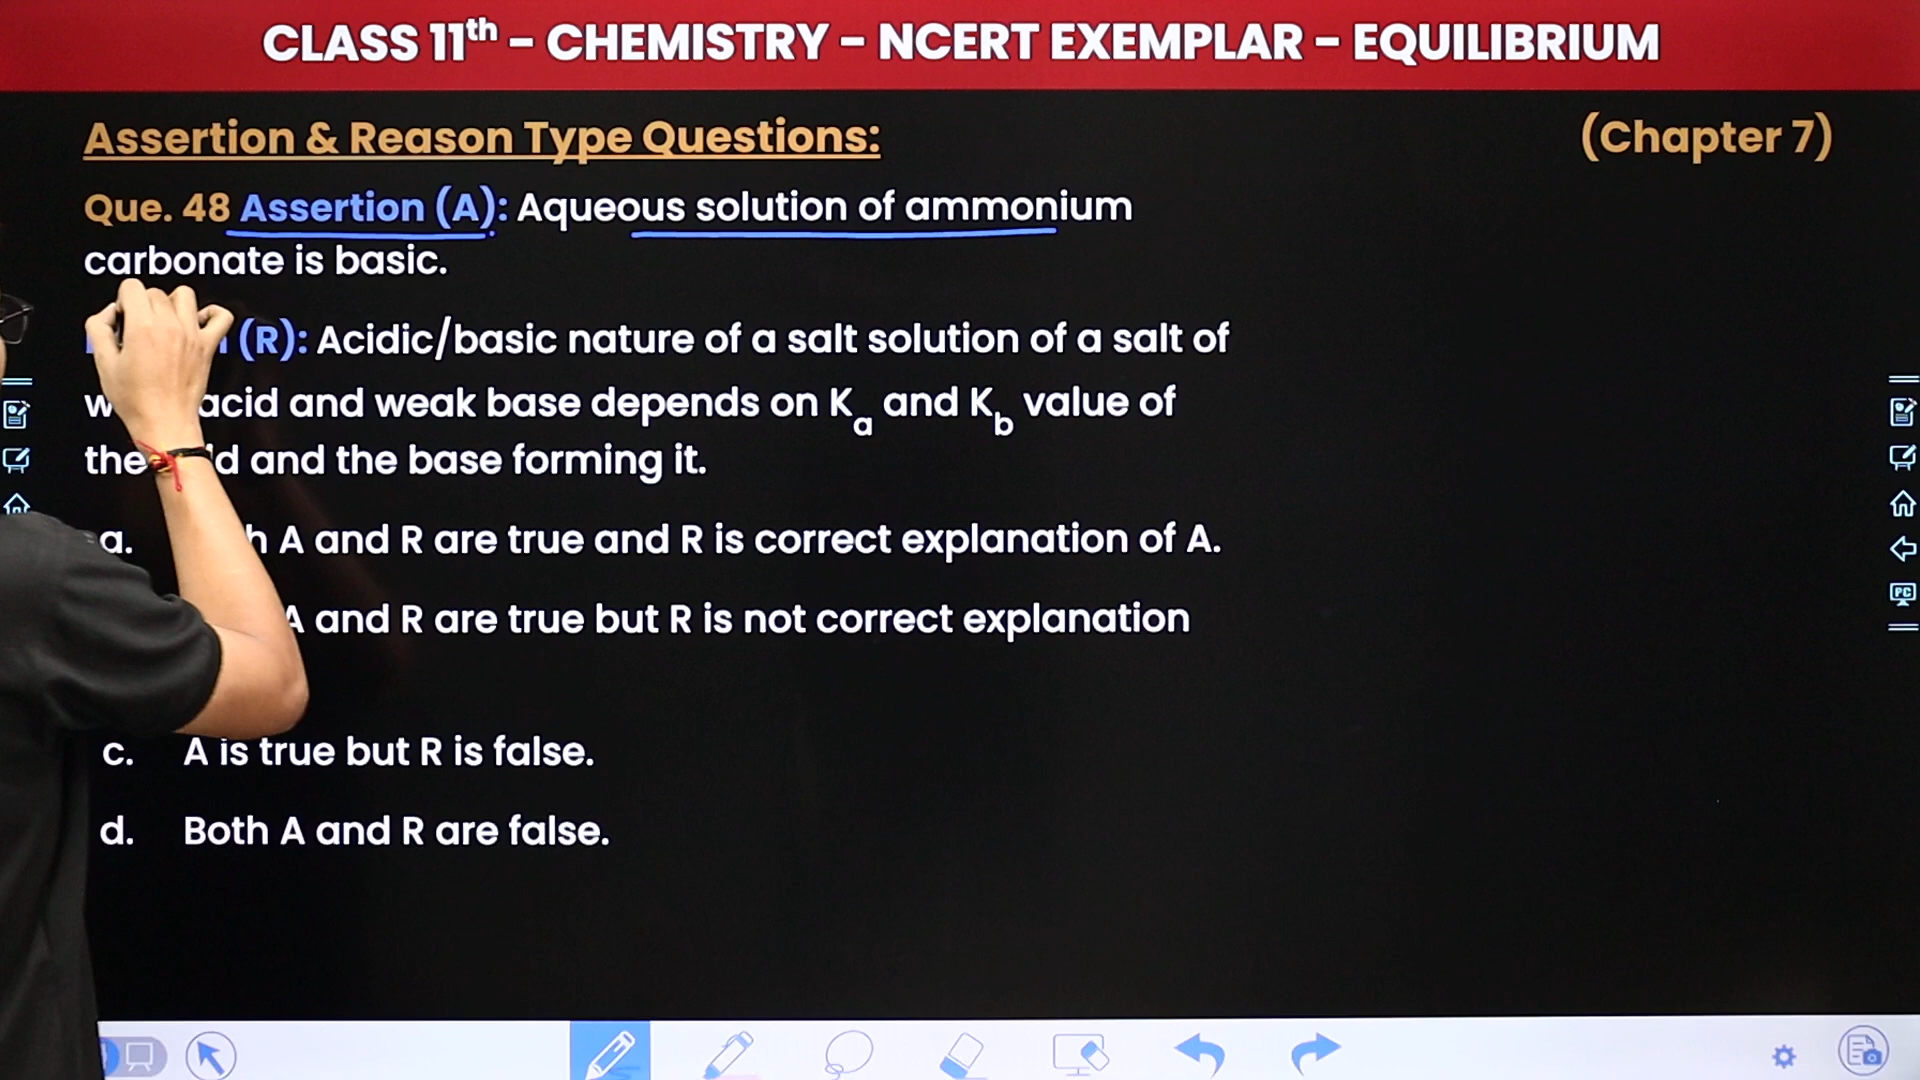 CLASS 11th - CHEMISTRY - NCERT EXEMPLAR - EQUILIBRIUM
Assertion & Reason Type Questions: (Chapter 7)
Que. 48 Assertion (A): Aqueous solution of ammonium
carbonate is basic.
(R): Acidic/basic nature of a salt solution of a salt of
acid and weak base depends on Ka and Kb value of
the and the base forming it.
a. A and R are true and R is correct explanation of A.
A and R are true but R is not correct explanation
c. A is true but R is false.
d. Both A and R are false.
PC